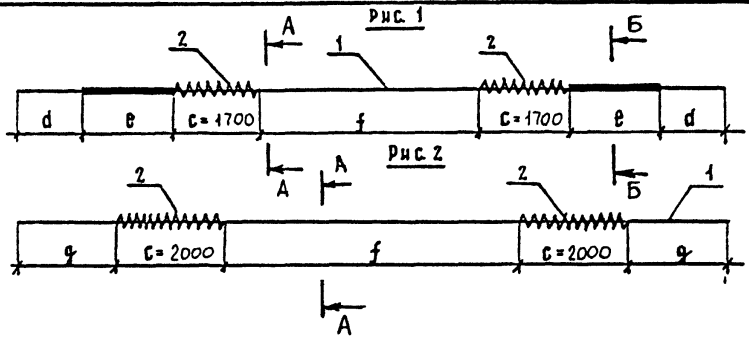 Рис. 1
2 А 1 2 Б
d e c = 1700 f c = 1700 e d
А Рис. 2 Б
2 А 2 1
g c = 2000 f c = 2000 g
А